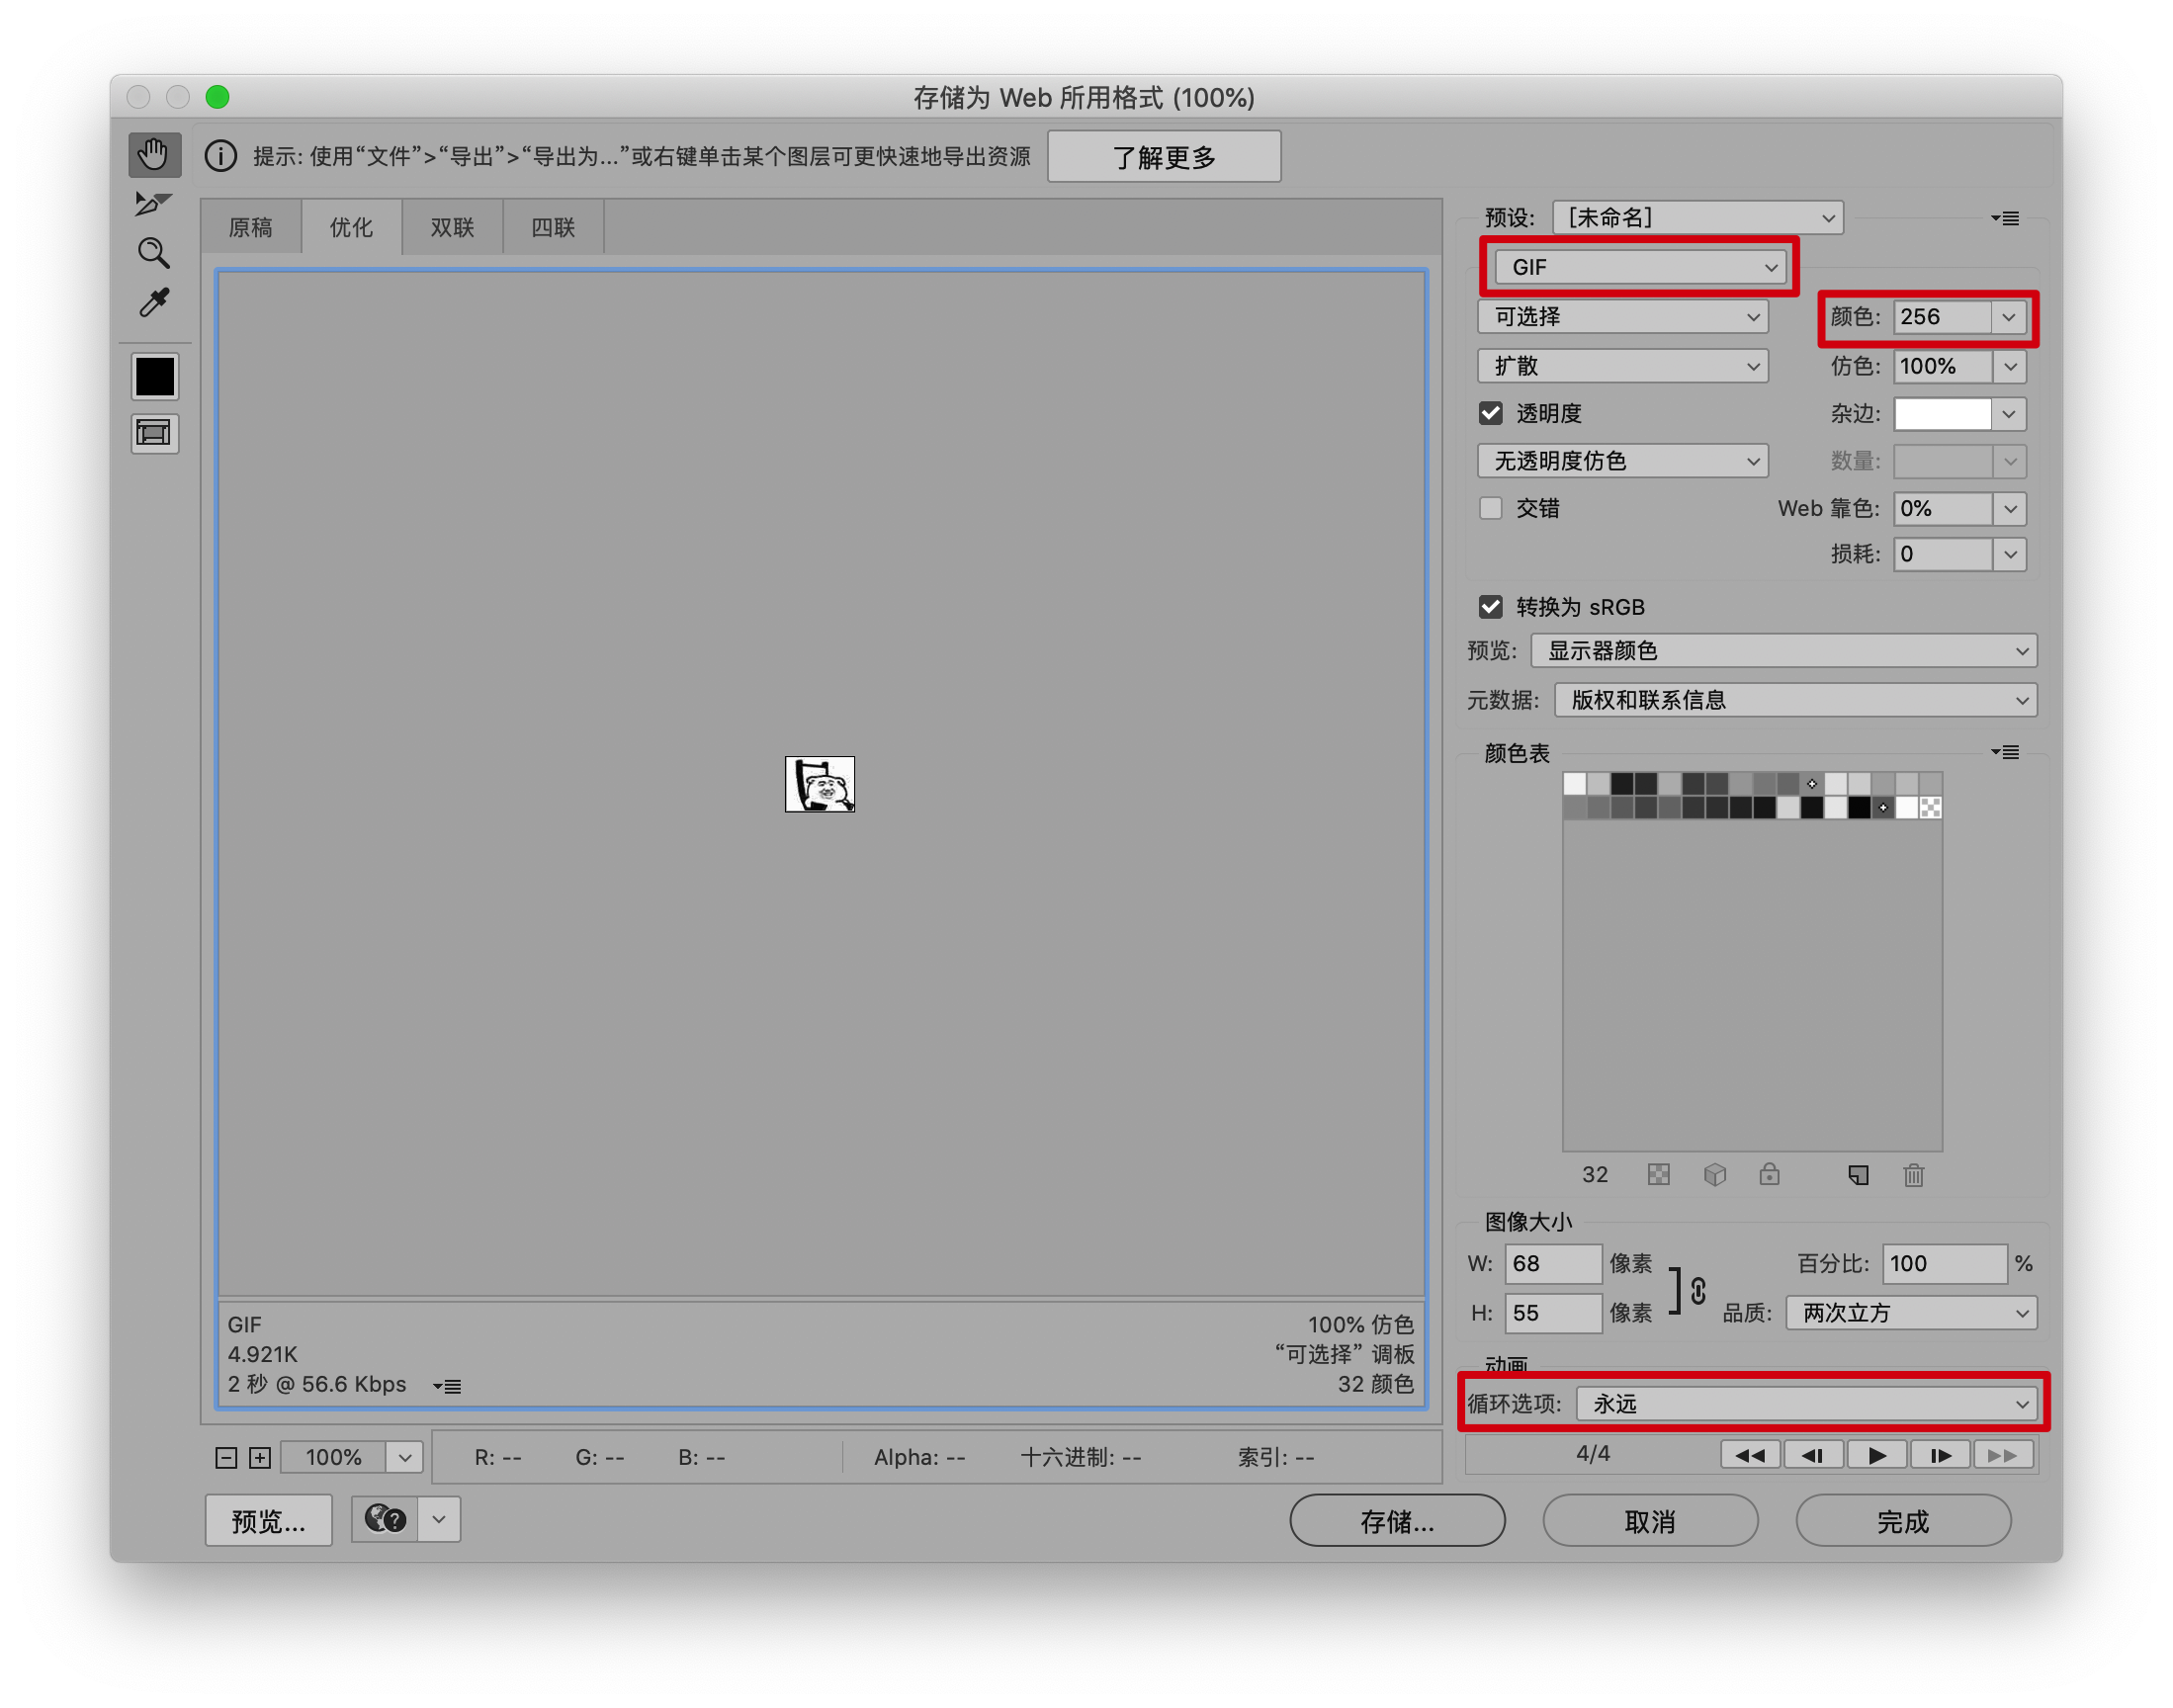 存储为 Web 所用格式 (100%)
提示: 使用“文件”>“导出”>“导出为...”或右键单击某个图层可更快速地导出资源
了解更多
原稿 优化 双联 四联
预设: [未命名]
GIF
可选择 颜色: 256
扩散 仿色: 100%
透明度 杂边:
无透明度仿色 数量:
交错 Web 靠色: 0%
损耗: 0
转换为 sRGB
预览: 显示器颜色
元数据: 版权和联系信息
颜色表
32
图像大小
W: 68 像素 百分比: 100 %
H: 55 像素 品质: 两次立方
动画
循环选项: 永远
4/4
GIF 100% 仿色
4.921K “可选择” 调板
2 秒 @ 56.6 Kbps 32 颜色
100% R: -- G: -- B: -- Alpha: -- 十六进制: -- 索引: --
预览... ? 存储... 取消 完成